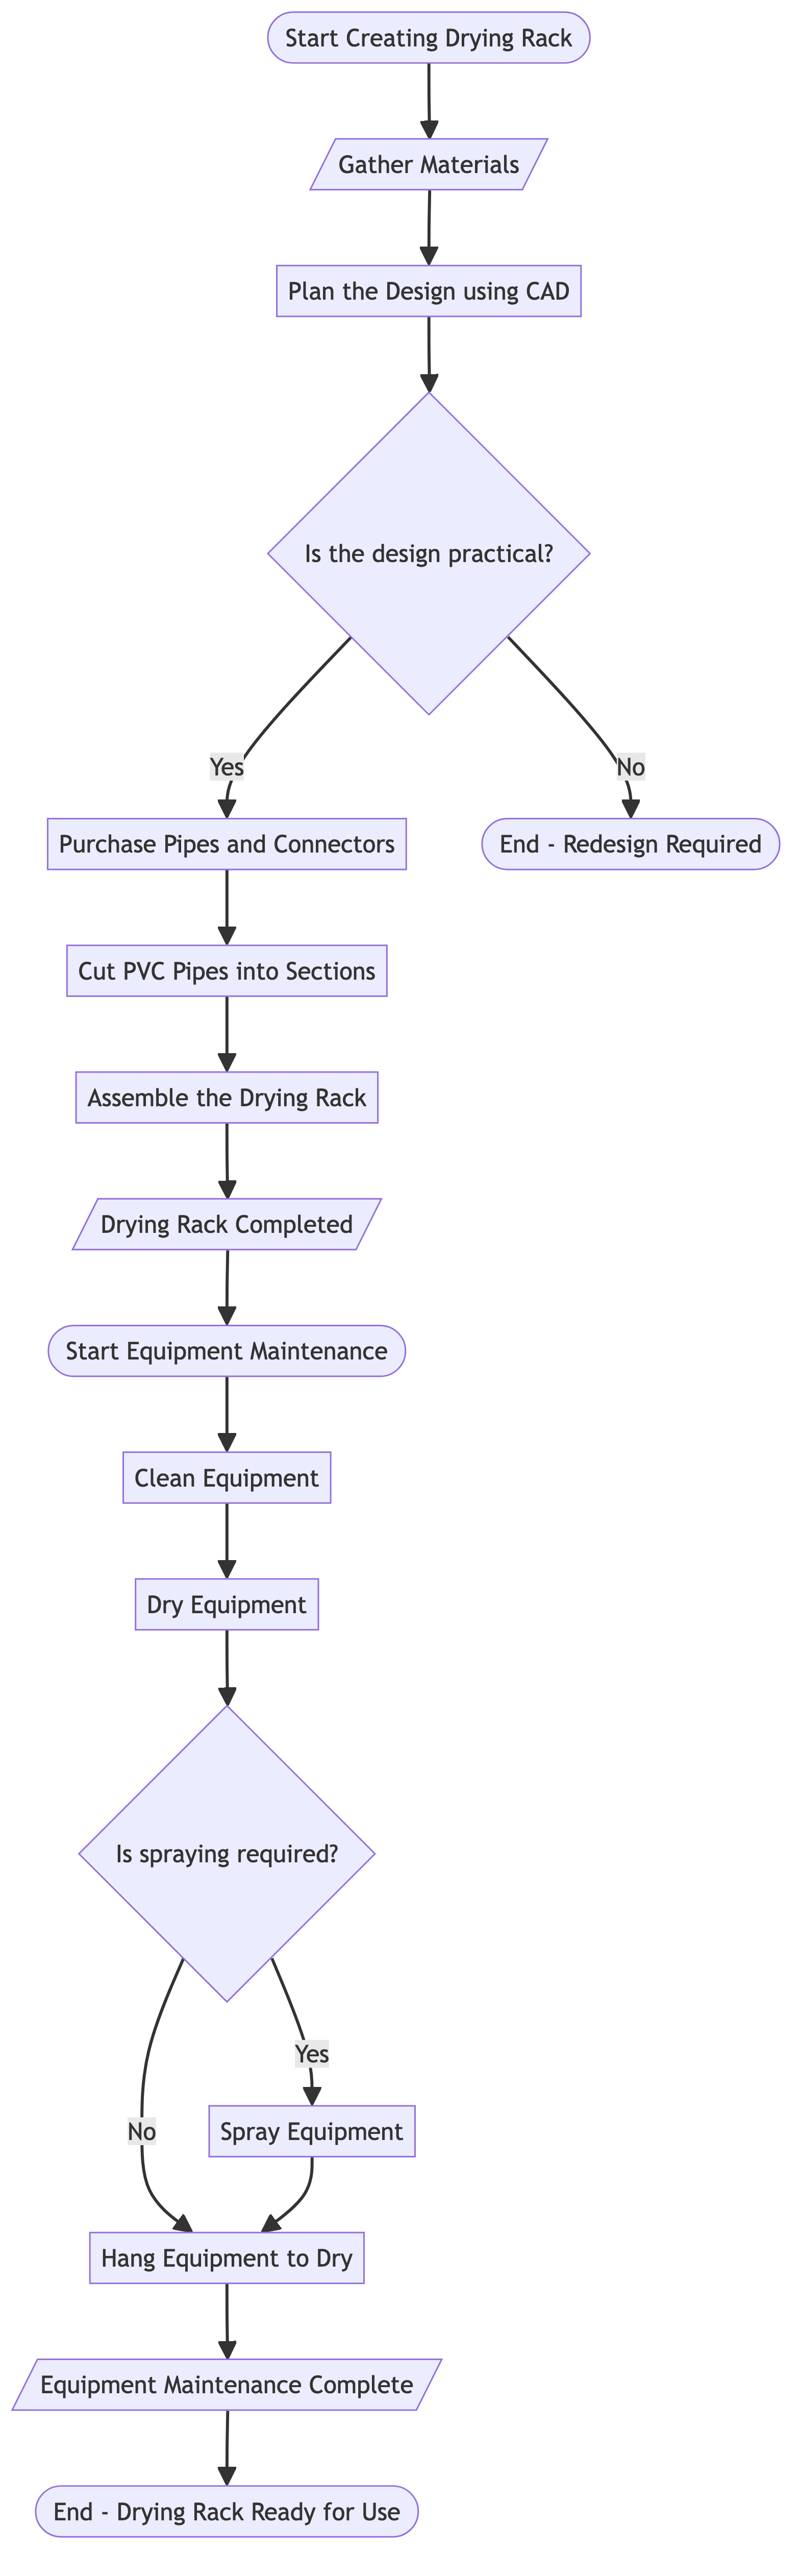 Start Creating Drying Rack
Gather Materials
Plan the Design using CAD
Is the design practical?
Yes
No
Purchase Pipes and Connectors
End - Redesign Required
Cut PVC Pipes into Sections
Assemble the Drying Rack
Drying Rack Completed
Start Equipment Maintenance
Clean Equipment
Dry Equipment
Is spraying required?
Yes
No
Spray Equipment
Hang Equipment to Dry
Equipment Maintenance Complete
End - Drying Rack Ready for Use